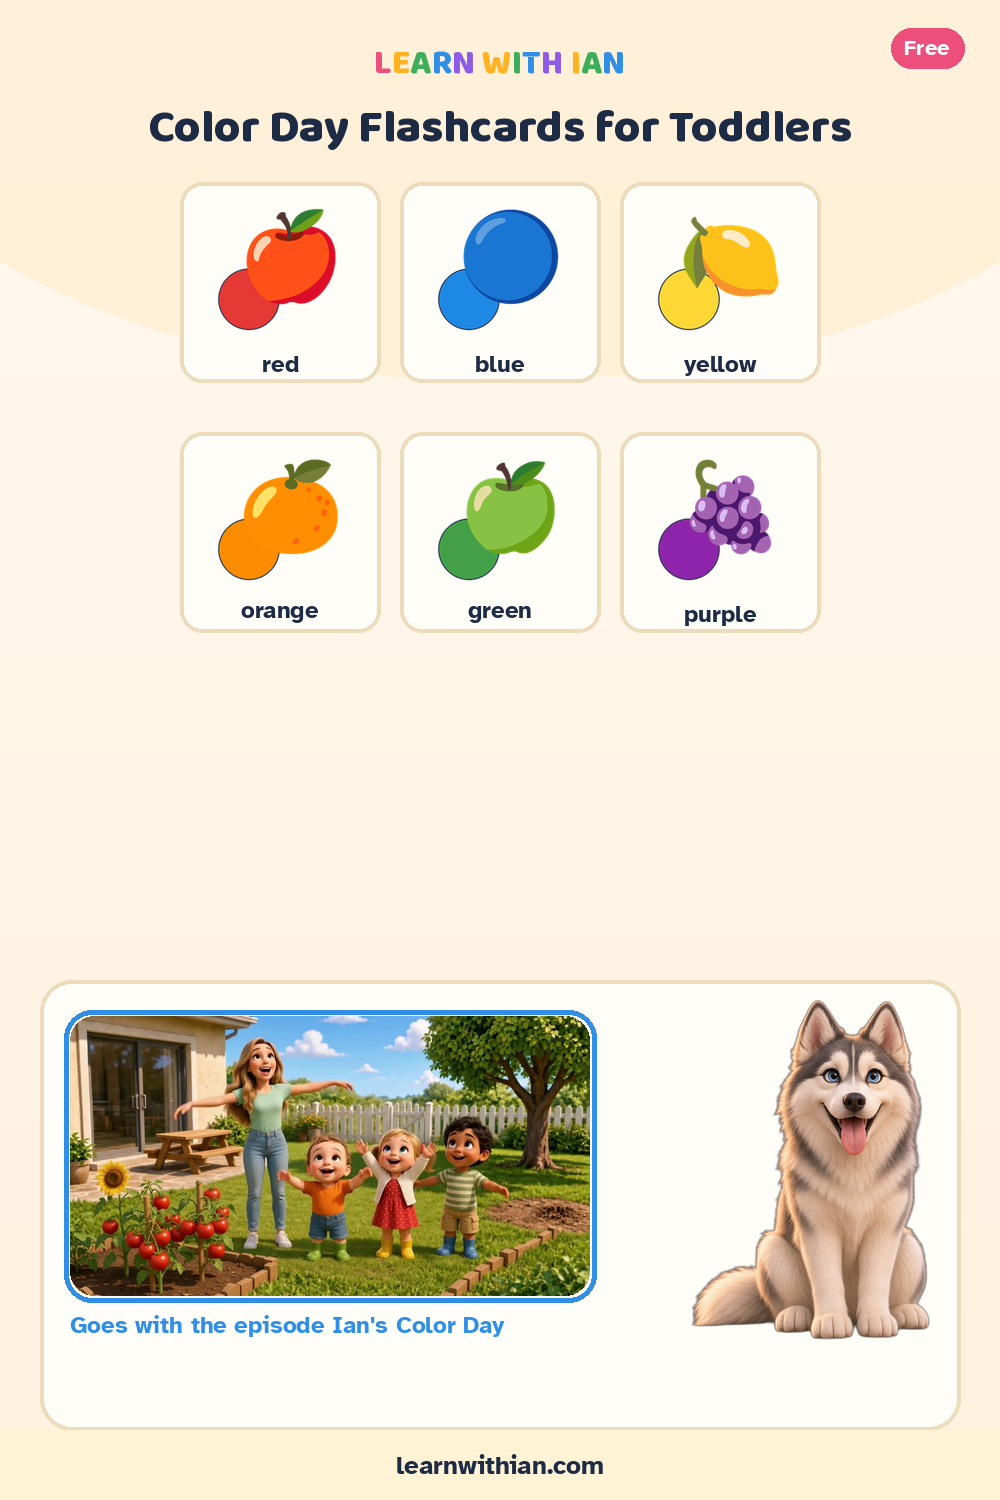 Free
LEARN WITH IAN
Color Day Flashcards for Toddlers
red
blue
yellow
orange
green
purple
Goes with the episode Ian's Color Day
learnwithian.com